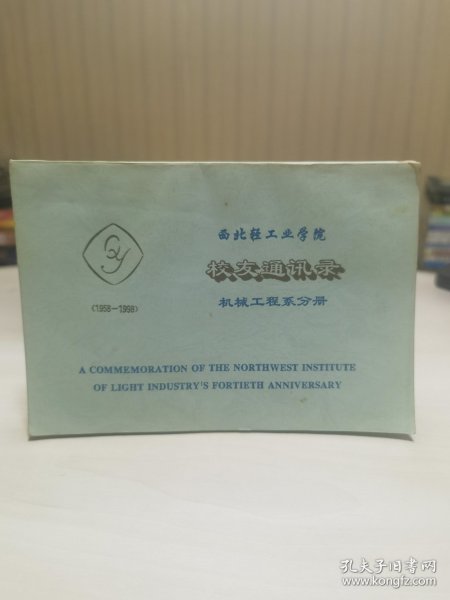 西北轻工业学院
校友通讯录
(1958-1998)
机械工程系分册
A COMMEMORATION OF THE NORTHWEST INSTITUTE
OF LIGHT INDUSTRY'S FORTIETH ANNIVERSARY
孔夫子旧书网
www.kongfz.com